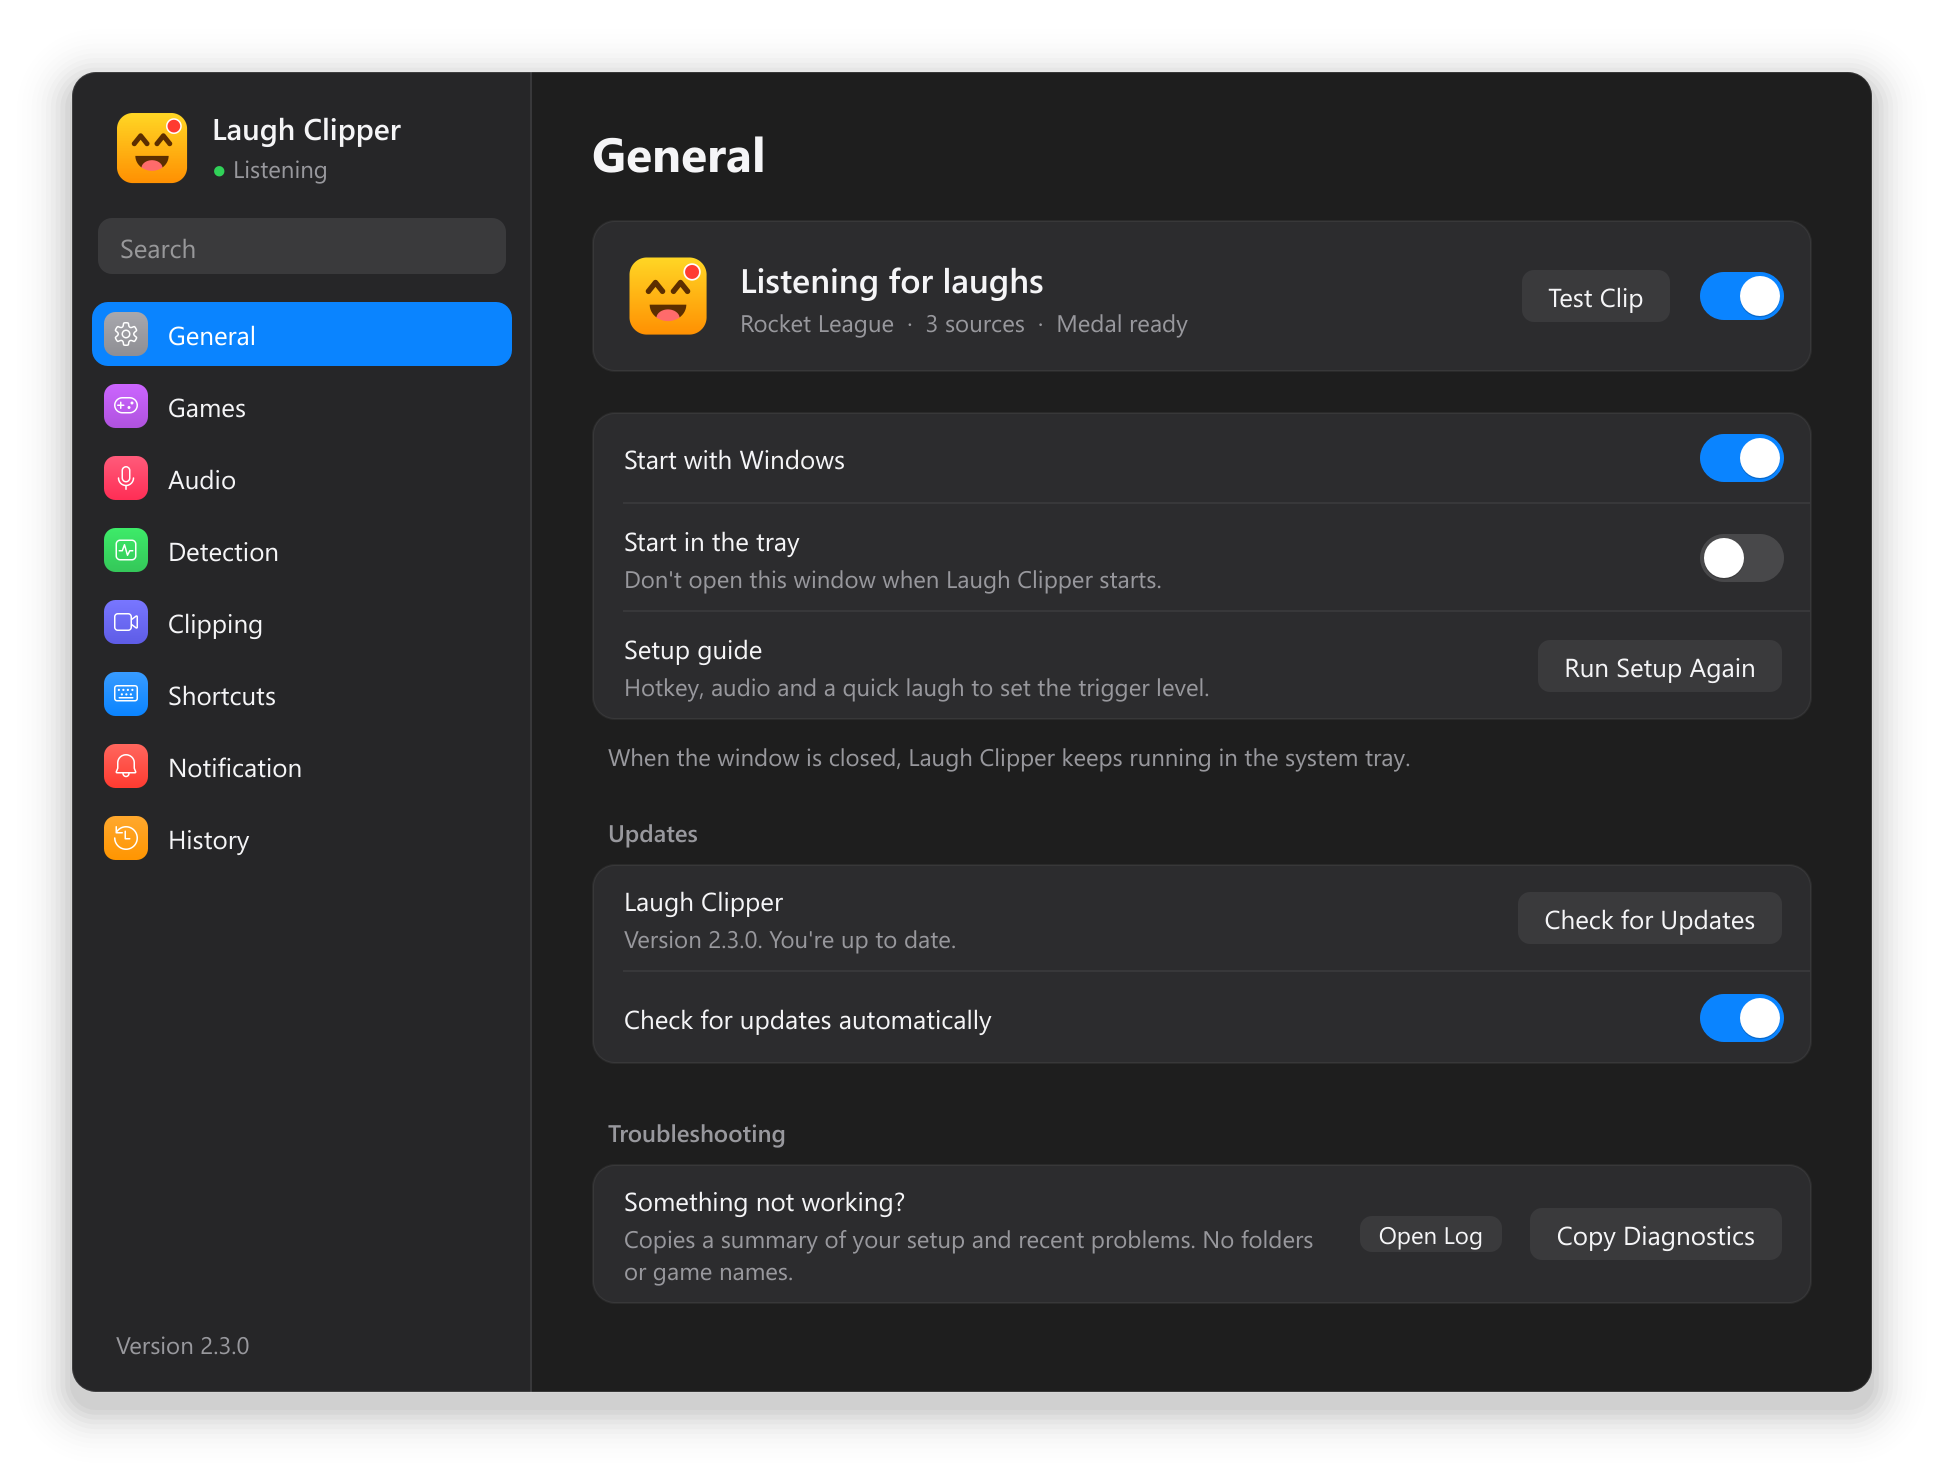 Laugh Clipper
Listening
Search
General
Games
Audio
Detection
Clipping
Shortcuts
Notification
History
Version 2.3.0
General
Listening for laughs
Rocket League · 3 sources · Medal ready
Test Clip
Start with Windows
Start in the tray
Don't open this window when Laugh Clipper starts.
Setup guide
Hotkey, audio and a quick laugh to set the trigger level.
Run Setup Again
When the window is closed, Laugh Clipper keeps running in the system tray.
Updates
Laugh Clipper
Version 2.3.0. You're up to date.
Check for Updates
Check for updates automatically
Troubleshooting
Something not working?
Copies a summary of your setup and recent problems. No folders
or game names.
Open Log
Copy Diagnostics